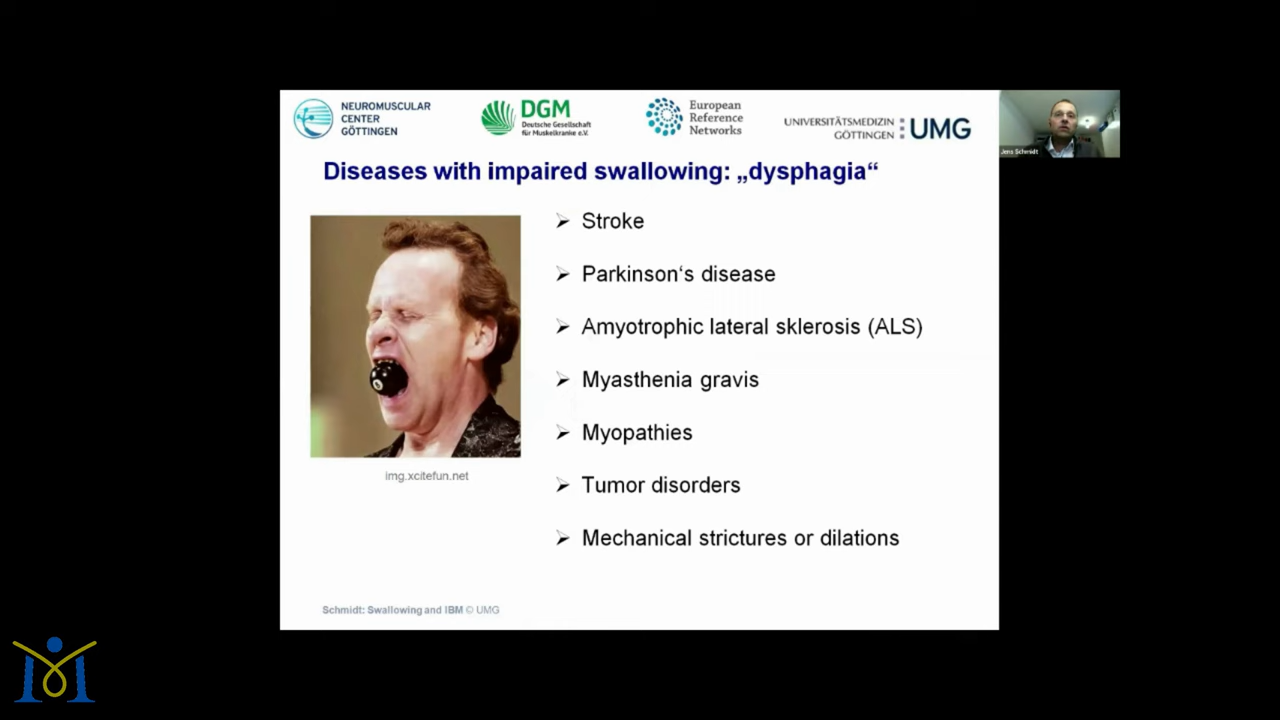 NEUROMUSCULAR
CENTER
GÖTTINGEN
DGM
Deutsche Gesellschaft
für Muskelkranke e.V.
European
Reference
Networks
UNIVERSITÄTSMEDIZIN
GÖTTINGEN
UMG
Jens Schmidt
Diseases with impaired swallowing: „dysphagia“
➢ Stroke
➢ Parkinson‘s disease
➢ Amyotrophic lateral sklerosis (ALS)
➢ Myasthenia gravis
➢ Myopathies
➢ Tumor disorders
➢ Mechanical strictures or dilations
img.xcitefun.net
Schmidt: Swallowing and IBM © UMG